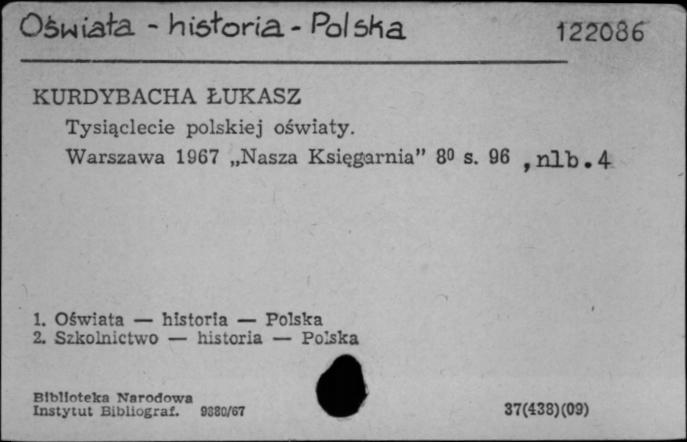 Oświata - historia - Polska 122086
KURDYBACHA ŁUKASZ
Tysiąclecie polskiej oświaty.
Warszawa 1967 „Nasza Księgarnia” 8⁰ s. 96 , nlb. 4
1. Oświata — historia — Polska
2. Szkolnictwo — historia — Polska
Biblioteka Narodowa
Instytut Bibliograf. 9380/67 37(438)(09)